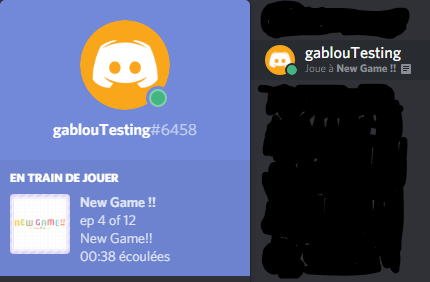 gablouTesting#6458
EN TRAIN DE JOUER
NEW GAME!!
New Game !!
ep 4 of 12
New Game!!
00:38 écoulées
gablouTesting
Joue à New Game !!